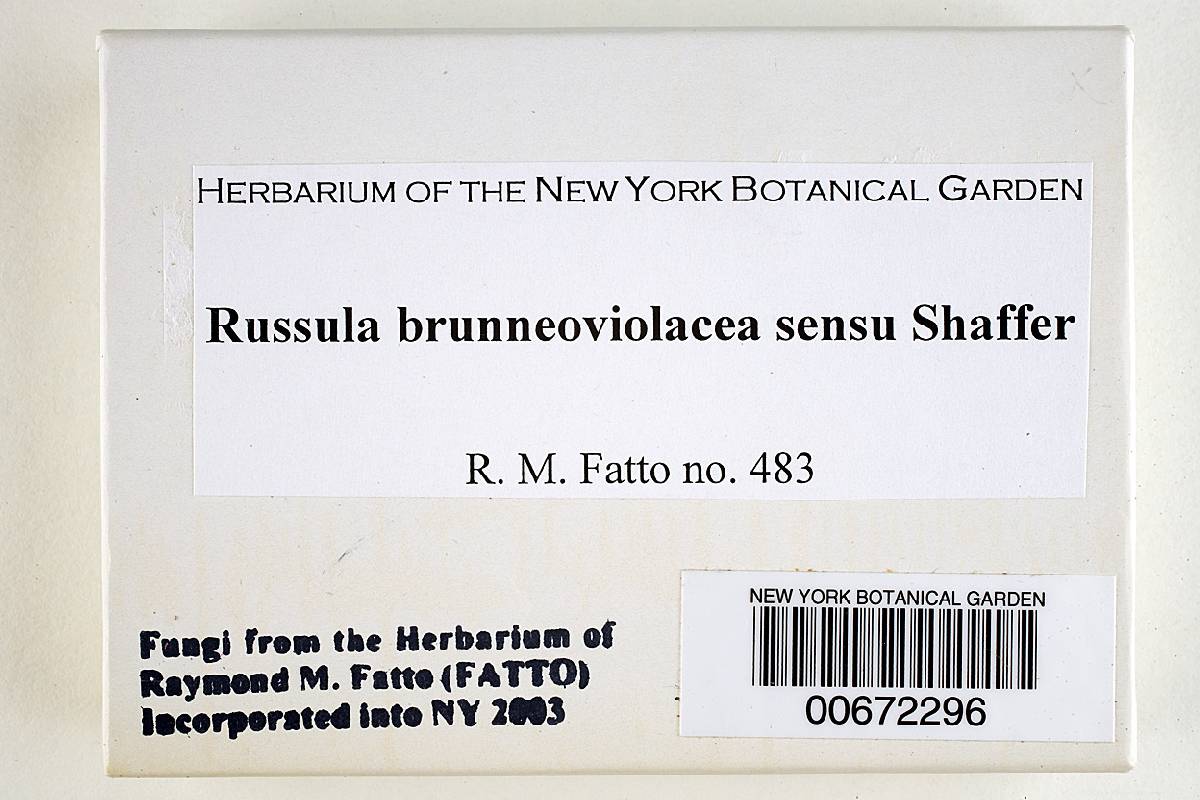 HERBARIUM OF THE NEW YORK BOTANICAL GARDEN
Russula brunneoviolacea sensu Shaffer
R. M. Fatto no. 483
Fungi from the Herbarium of
Raymond M. Fatto (FATTO)
Incorporated into NY 2003
NEW YORK BOTANICAL GARDEN
00672296